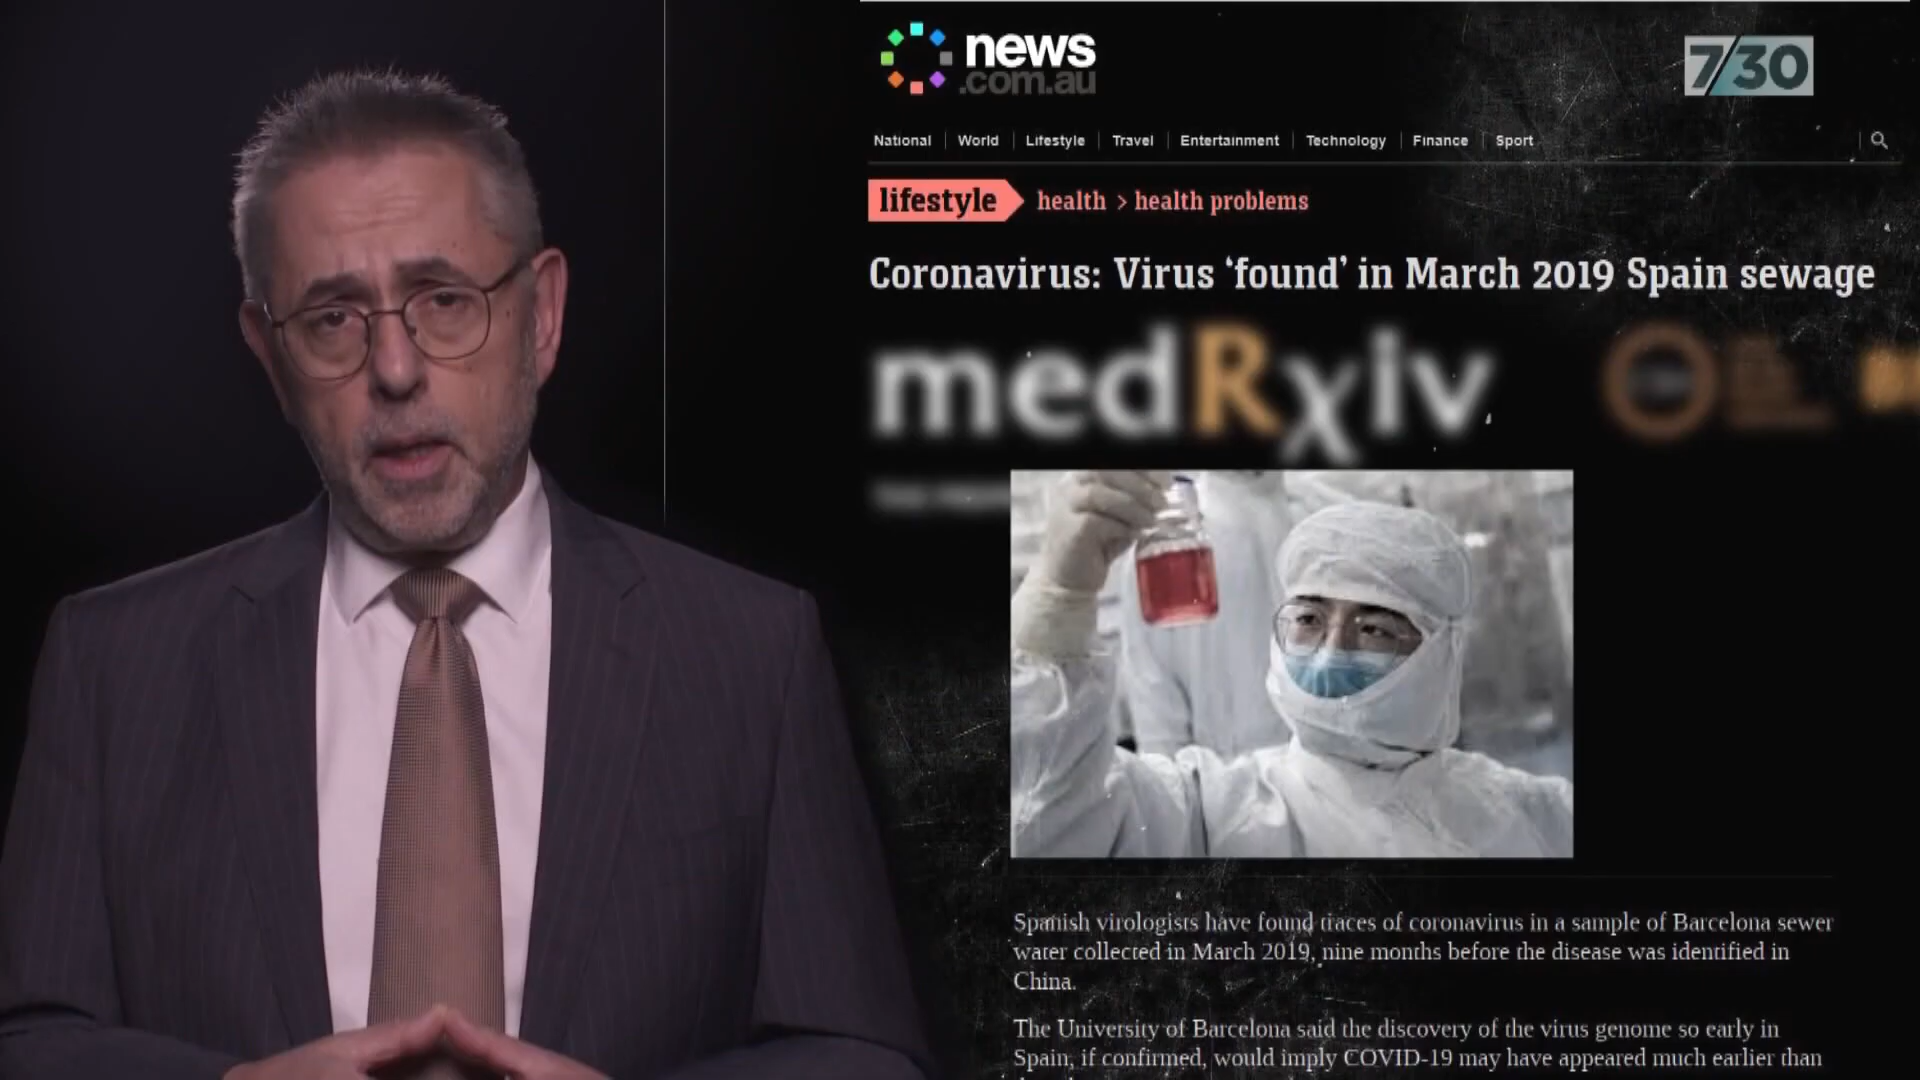 news
.com.au
7/30
National World Lifestyle Travel Entertainment Technology Finance Sport
lifestyle health > health problems
Coronavirus: Virus ‘found’ in March 2019 Spain sewage
medRxiv
Spanish virologists have found traces of coronavirus in a sample of Barcelona sewer
water collected in March 2019, nine months before the disease was identified in
China.
The University of Barcelona said the discovery of the virus genome so early in
Spain, if confirmed, would imply COVID-19 may have appeared much earlier than